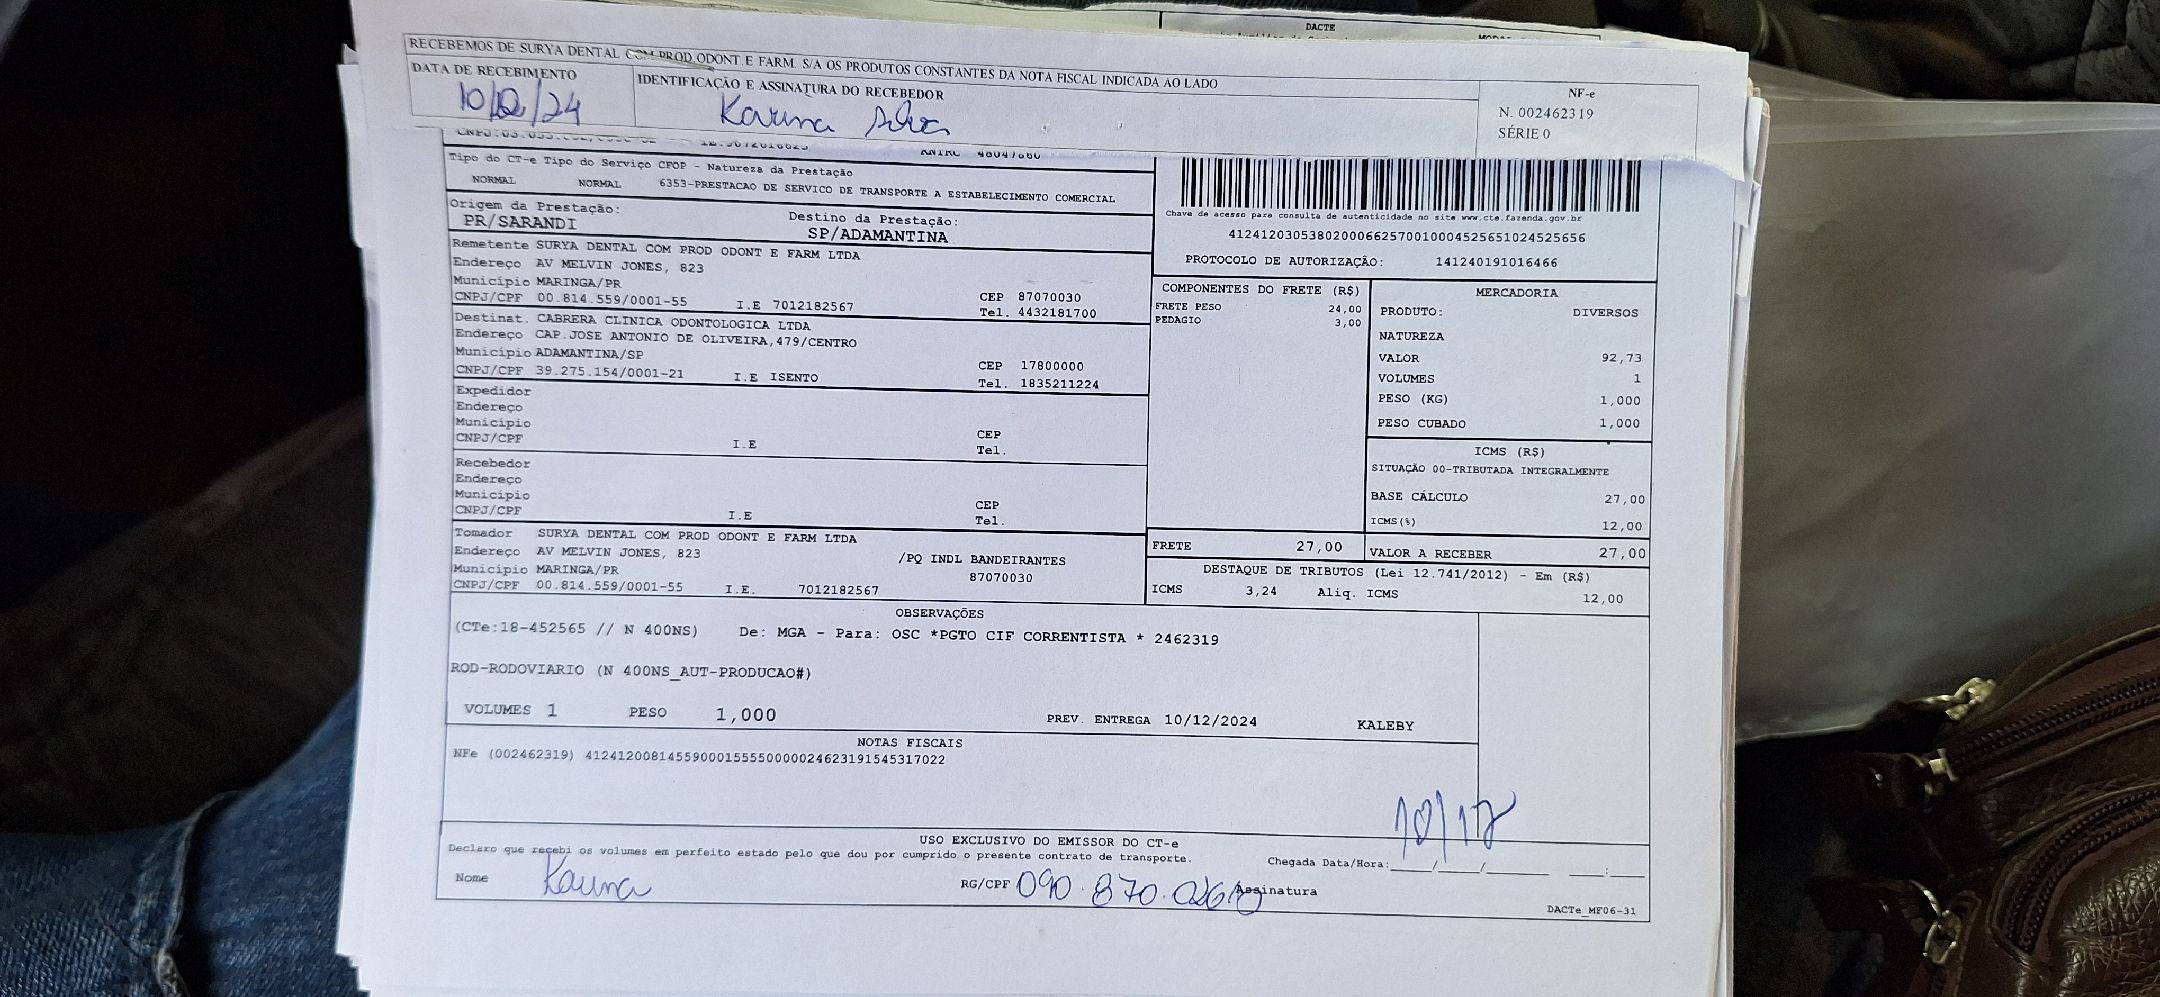 DACTE
RECEBEMOS DE SURYA DENTAL COM PROD ODONT E FARM. S/A OS PRODUTOS CONSTANTES DA NOTA FISCAL INDICADA AO LADO
DATA DE RECEBIMENTO
10/12/24
IDENTIFICAÇÃO E ASSINATURA DO RECEBEDOR
Karina Silva
NF-e
N. 002462319
SÉRIE 0
Tipo do CT-e Tipo do Serviço CFOP - Natureza da Prestação
NORMAL NORMAL 6353-PRESTACAO DE SERVICO DE TRANSPORTE A ESTABELECIMENTO COMERCIAL
Origem da Prestação: Destino da Prestação:
PR/SARANDI SP/ADAMANTINA
Chave de acesso para consulta de autenticidade no site www.cte.fazenda.gov.br
41241203053802000662570010004525651024525656
PROTOCOLO DE AUTORIZAÇÃO: 141240191016466
Remetente SURYA DENTAL COM PROD ODONT E FARM LTDA
Endereço AV MELVIN JONES, 823
Município MARINGA/PR CEP 87070030
CNPJ/CPF 00.814.559/0001-55 I.E 7012182567 Tel. 4432181700
Destinat. CABRERA CLINICA ODONTOLOGICA LTDA
Endereço CAP.JOSE ANTONIO DE OLIVEIRA,479/CENTRO
Município ADAMANTINA/SP CEP 17800000
CNPJ/CPF 39.275.154/0001-21 I.E ISENTO Tel. 1835211224
Expedidor
Endereço
Município CEP
CNPJ/CPF I.E Tel.
Recebedor
Endereço
Município CEP
CNPJ/CPF I.E Tel.
Tomador SURYA DENTAL COM PROD ODONT E FARM LTDA
Endereço AV MELVIN JONES, 823 /PQ INDL BANDEIRANTES
Município MARINGA/PR 87070030
CNPJ/CPF 00.814.559/0001-55 I.E. 7012182567
COMPONENTES DO FRETE (R$)
FRETE PESO 24,00
PEDAGIO 3,00
MERCADORIA
PRODUTO: DIVERSOS
NATUREZA
VALOR 92,73
VOLUMES 1
PESO (KG) 1,000
PESO CUBADO 1,000
ICMS (R$)
SITUAÇÃO 00-TRIBUTADA INTEGRALMENTE
BASE CÁLCULO 27,00
ICMS(%) 12,00
FRETE 27,00 VALOR A RECEBER 27,00
DESTAQUE DE TRIBUTOS (Lei 12.741/2012) - Em (R$)
ICMS 3,24 Aliq. ICMS 12,00
OBSERVAÇÕES
(CTe:18-452565 // N 400NS) De: MGA - Para: OSC *PGTO CIF CORRENTISTA * 2462319
ROD-RODOVIARIO (N 400NS_AUT-PRODUCAO#)
VOLUMES 1 PESO 1,000 PREV. ENTREGA 10/12/2024 KALEBY
NOTAS FISCAIS
NFe (002462319) 41241200814559000155550000024623191545317022
10/12
USO EXCLUSIVO DO EMISSOR DO CT-e
Declaro que recebi os volumes em perfeito estado pelo que dou por cumprido o presente contrato de transporte. Chegada Data/Hora:____/____/______ ____:____
Nome Karina RG/CPF 090.870.02 Assinatura
DACTe_MF06-31